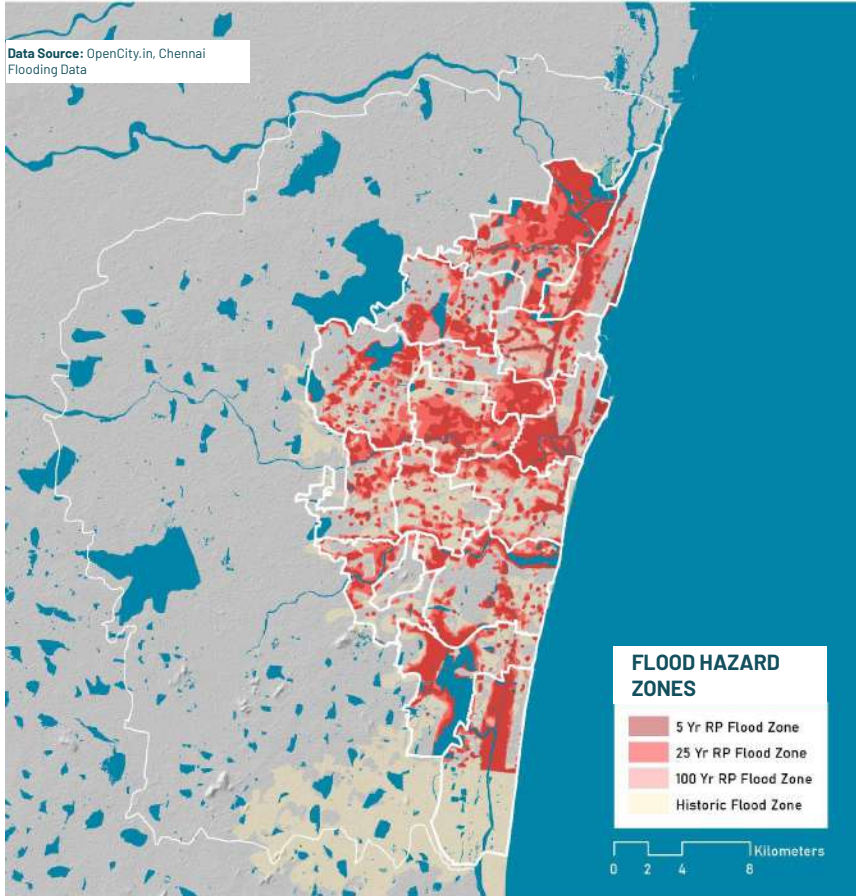 Data Source: OpenCity.in, Chennai
Flooding Data
FLOOD HAZARD
ZONES
5 Yr RP Flood Zone
25 Yr RP Flood Zone
100 Yr RP Flood Zone
Historic Flood Zone
Kilometers
0 2 4 8